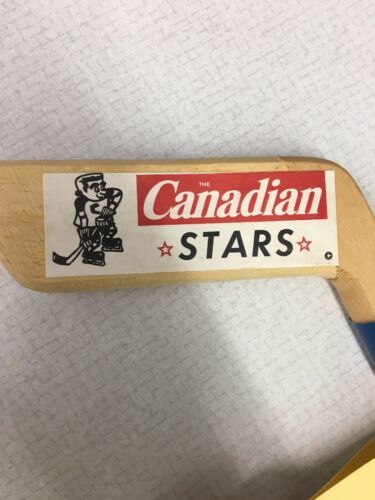 THE
Canadian
☆ STARS ☆